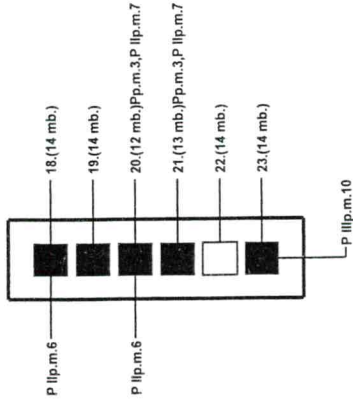 18.(14 mb.)
19.(14 mb.)
20.(12 mb.)Pp.m.3,P IIp.m.7
21.(13 mb.)Pp.m.3,P IIp.m.7
22.(14 mb.)
23.(14 mb.)
P IIp.m.6
P IIp.m.6
P IIIp.m.10